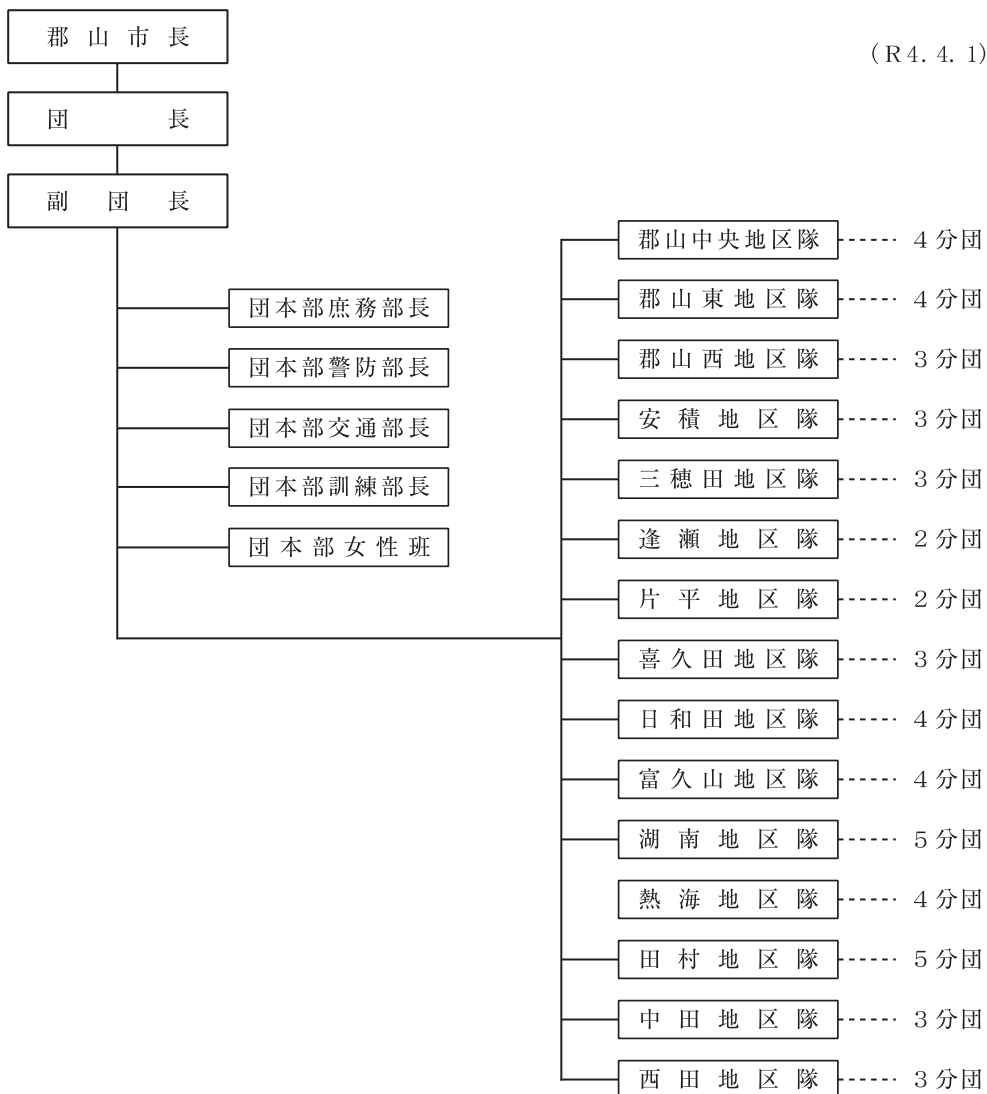 郡山市長
(R4.4.1)
団長
副団長
団本部庶務部長
団本部警防部長
団本部交通部長
団本部訓練部長
団本部女性班
郡山中央地区隊 4分団
郡山東地区隊 4分団
郡山西地区隊 3分団
安積地区隊 3分団
三穂田地区隊 3分団
逢瀬地区隊 2分団
片平地区隊 2分団
喜久田地区隊 3分団
日和田地区隊 4分団
富久山地区隊 4分団
湖南地区隊 5分団
熱海地区隊 4分団
田村地区隊 5分団
中田地区隊 3分団
西田地区隊 3分団